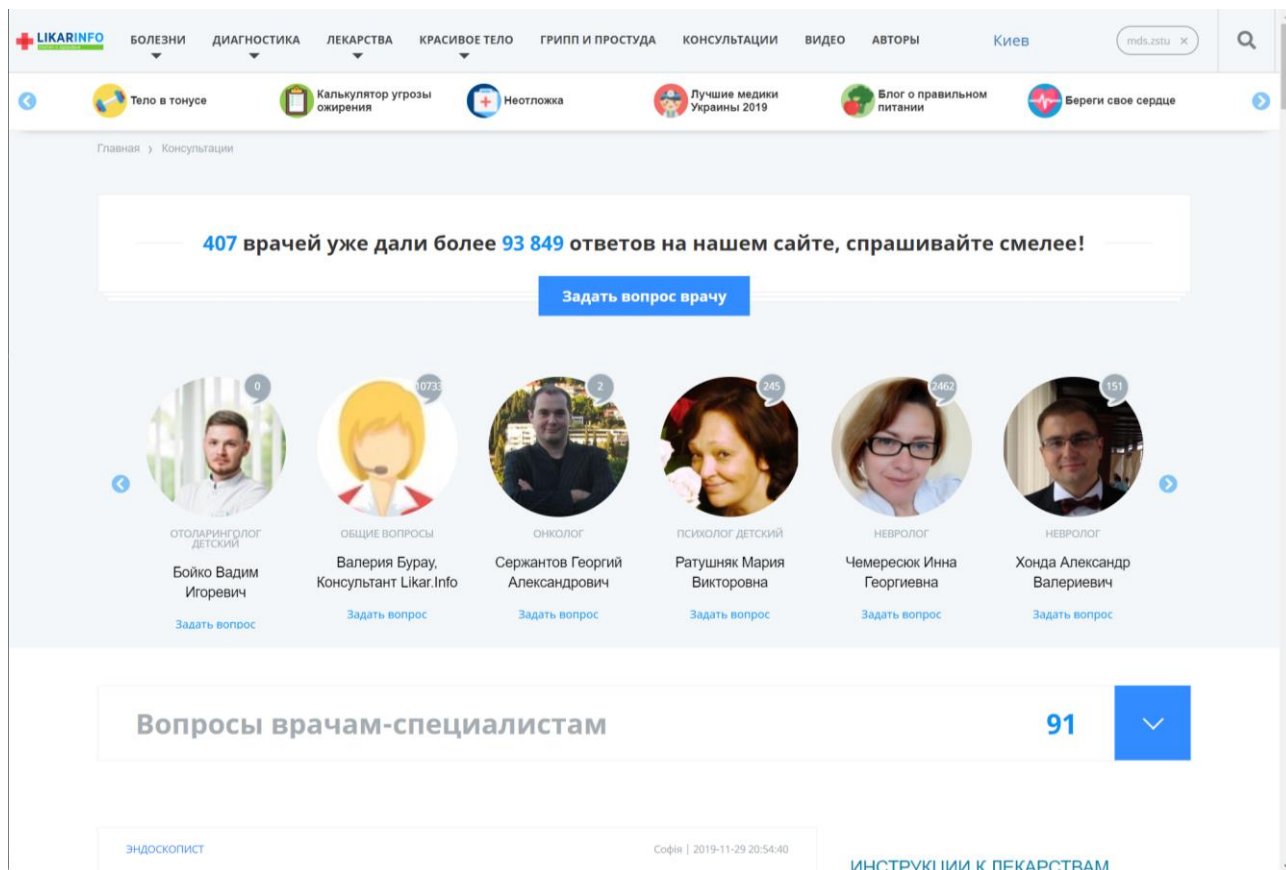 LIKARINFO
БОЛЕЗНИ ДИАГНОСТИКА ЛЕКАРСТВА КРАСИВОЕ ТЕЛО ГРИПП И ПРОСТУДА КОНСУЛЬТАЦИИ ВИДЕО АВТОРЫ Киев mds.zstu ×
Тело в тонусе
Калькулятор угрозы
ожирения
Неотложка
Лучшие медики
Украины 2019
Блог о правильном
питании
Береги свое сердце
Главная › Консультации
407 врачей уже дали более 93 849 ответов на нашем сайте, спрашивайте смелее!
Задать вопрос врачу
0
ОТОЛАРИНГОЛОГ
ДЕТСКИЙ
Бойко Вадим
Игоревич
Задать вопрос
10733
ОБЩИЕ ВОПРОСЫ
Валерия Бурау,
Консультант Likar.Info
Задать вопрос
2
ОНКОЛОГ
Сержантов Георгий
Александрович
Задать вопрос
245
ПСИХОЛОГ ДЕТСКИЙ
Ратушняк Мария
Викторовна
Задать вопрос
2462
НЕВРОЛОГ
Чемересюк Инна
Георгиевна
Задать вопрос
151
НЕВРОЛОГ
Хонда Александр
Валериевич
Задать вопрос
Вопросы врачам-специалистам 91
ЭНДОСКОПИСТ Софія | 2019-11-29 20:54:40
ИНСТРУКЦИИ К ЛЕКАРСТВАМ